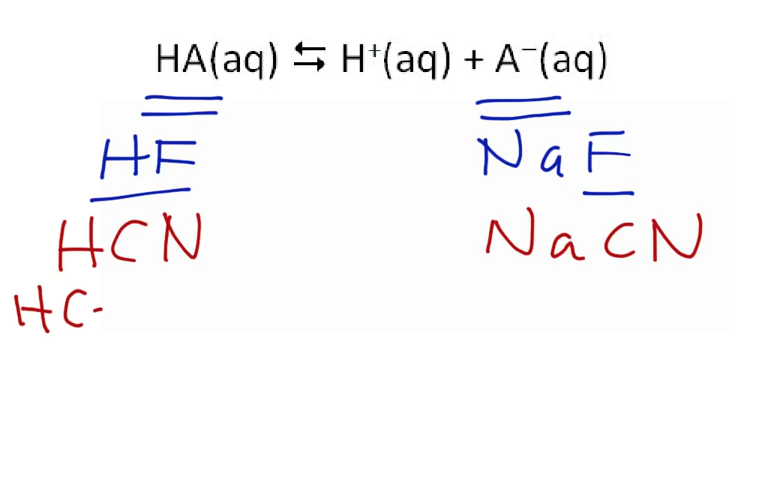 HA(aq) ⇆ H⁺(aq) + A⁻(aq)
HF NaF
HCN NaCN
HC-